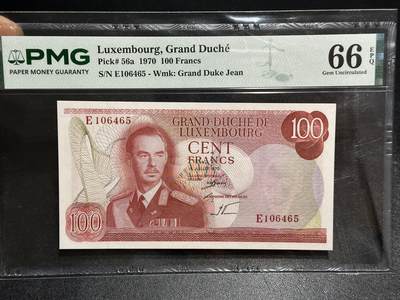 PMG
PAPER MONEY GUARANTY
Luxembourg, Grand Duché
Pick# 56a 1970 100 Francs
S/N E106465 - Wmk: Grand Duke Jean
66 EPQ
Gem Uncirculated
E106465
GRAND-DUCHÉ DE
LUXEMBOURG
100
CENT
FRANCS
E106465
100